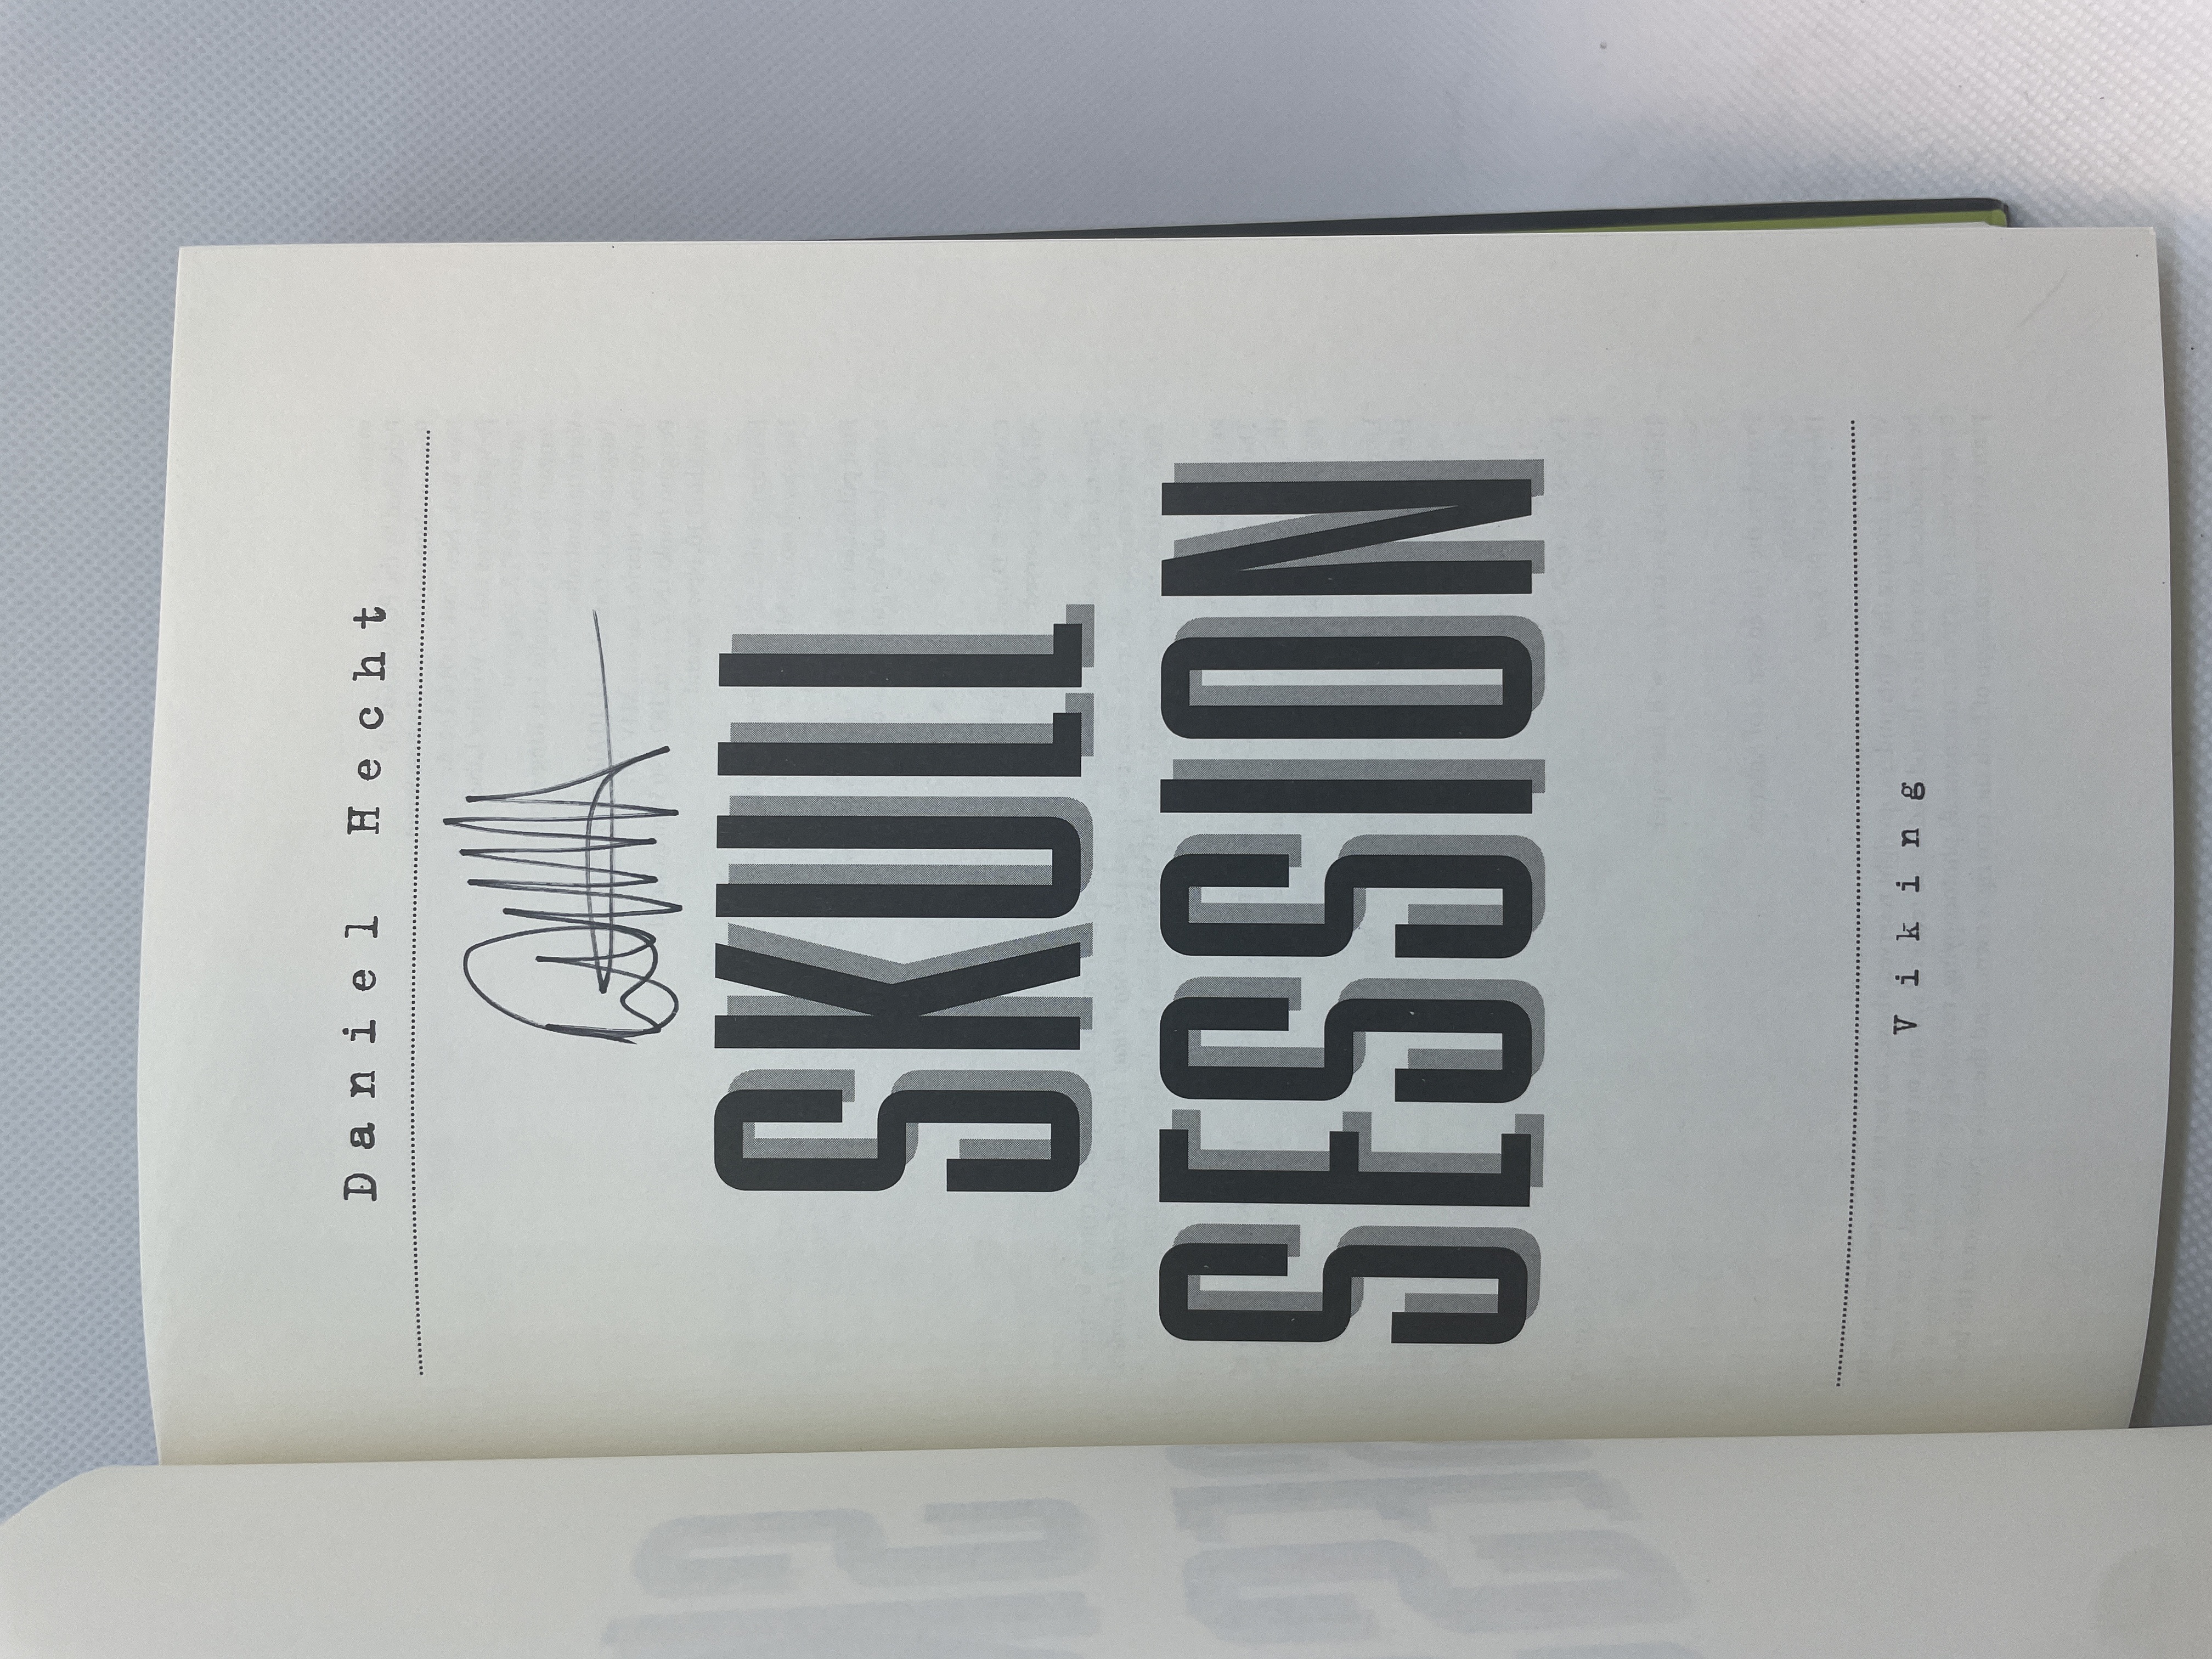 Daniel Hecht
SKULL
SESSION
Viking